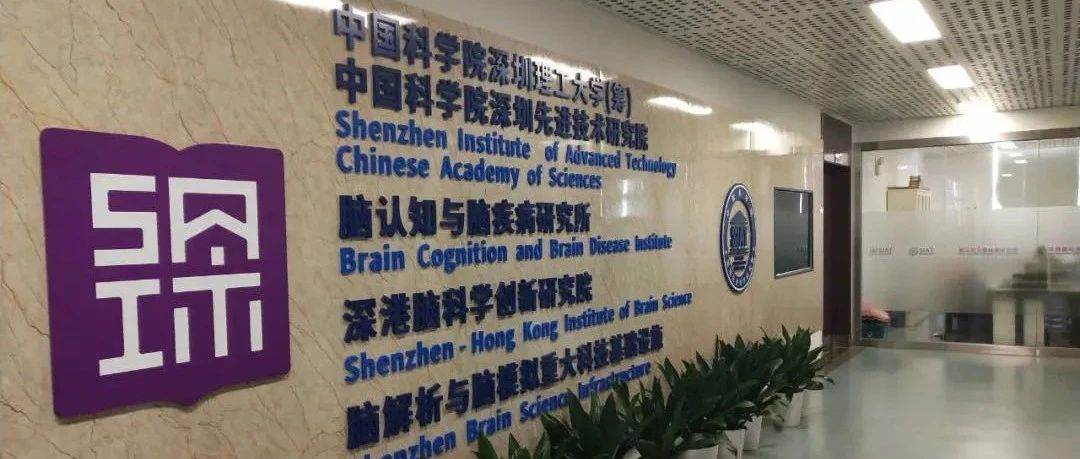 中国科学院深圳理工大学(筹)
中国科学院深圳先进技术研究院
Shenzhen Institute of Advanced Technology
Chinese Academy of Sciences
脑认知与脑疾病研究所
Brain Cognition and Brain Disease Institute
深港脑科学创新研究院
Shenzhen-Hong Kong Institute of Brain Science
脑解析与脑模拟重大科技基础设施
Shenzhen Brain Science Infrastructure
SIAT
SIAT
SIAT